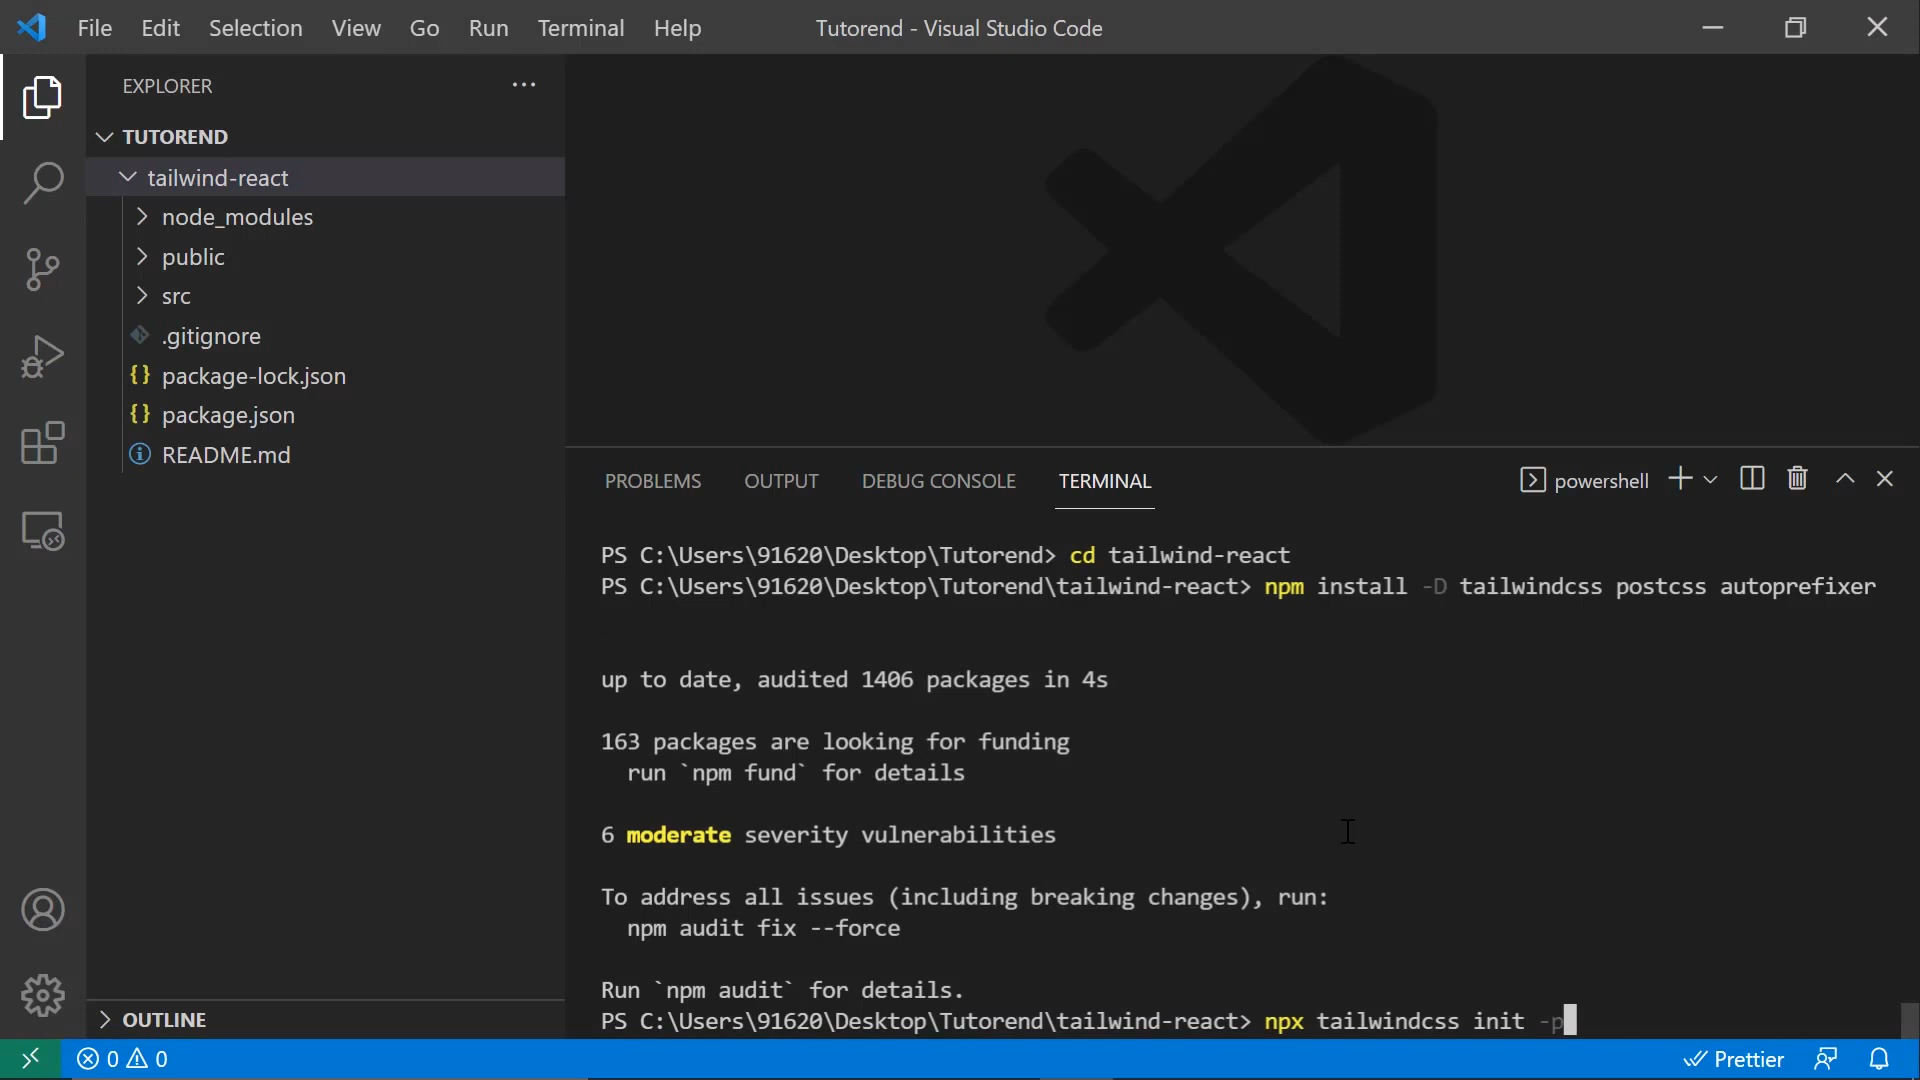 File Edit Selection View Go Run Terminal Help
Tutorend - Visual Studio Code
EXPLORER
TUTOREND
tailwind-react
node_modules
public
src
.gitignore
{} package-lock.json
{} package.json
README.md
OUTLINE
PROBLEMS OUTPUT DEBUG CONSOLE TERMINAL
powershell
PS C:\Users\91620\Desktop\Tutorend> cd tailwind-react
PS C:\Users\91620\Desktop\Tutorend\tailwind-react> npm install -D tailwindcss postcss autoprefixer
up to date, audited 1406 packages in 4s
163 packages are looking for funding
run `npm fund` for details
6 moderate severity vulnerabilities
To address all issues (including breaking changes), run:
npm audit fix --force
Run `npm audit` for details.
PS C:\Users\91620\Desktop\Tutorend\tailwind-react> npx tailwindcss init -p
0 0
Prettier